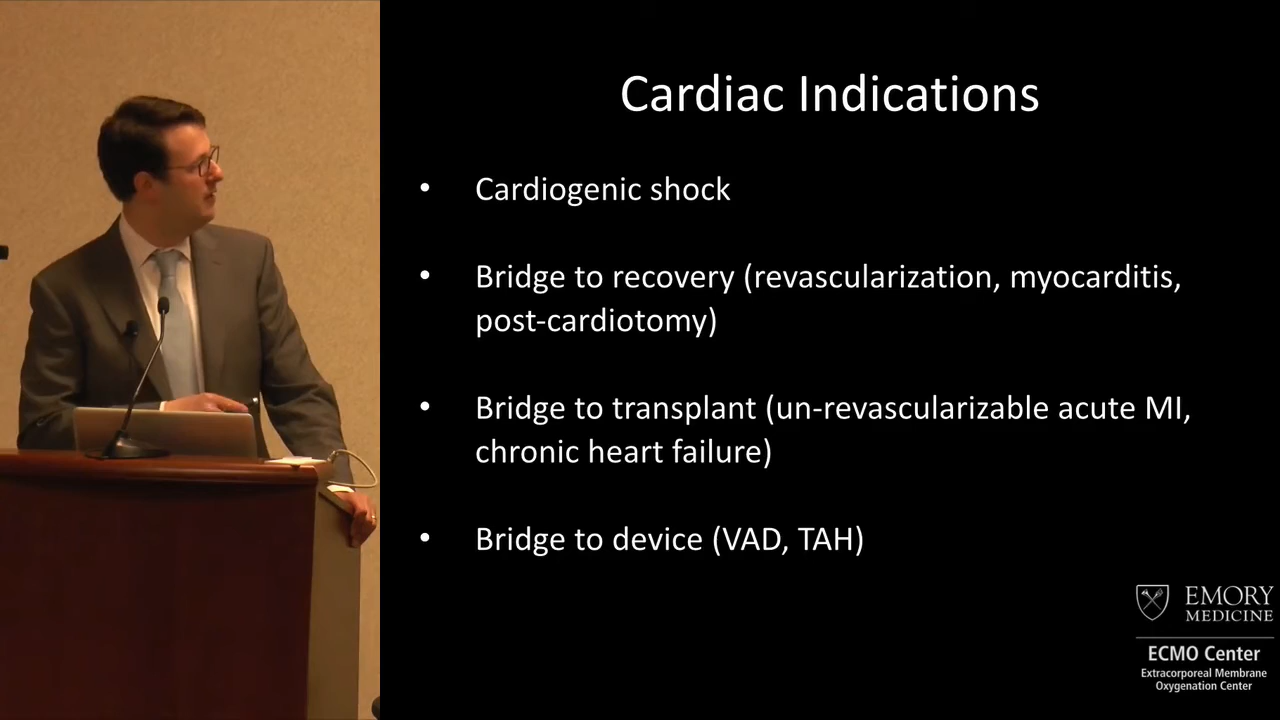 Cardiac Indications
• Cardiogenic shock
• Bridge to recovery (revascularization, myocarditis,
post-cardiotomy)
• Bridge to transplant (un-revascularizable acute MI,
chronic heart failure)
• Bridge to device (VAD, TAH)
EMORY
MEDICINE
ECMO Center
Extracorporeal Membrane
Oxygenation Center